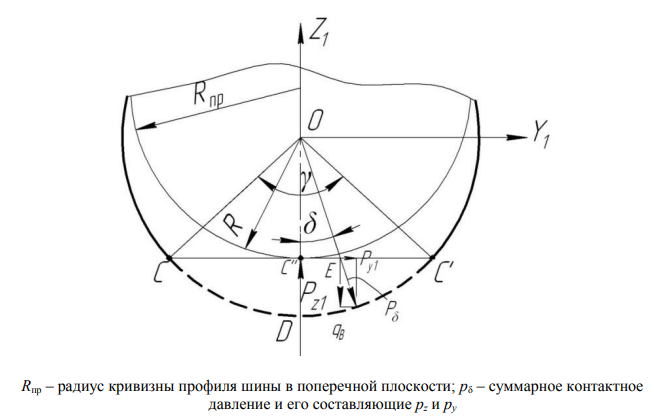 Z₁
Rпр
O
Y₁
γ
R
δ
C
C"
E
Pу1
C'
Pz1
Pδ
D
qВ
Rпр – радиус кривизны профиля шины в поперечной плоскости; pδ – суммарное контактное
давление и его составляющие pz и py